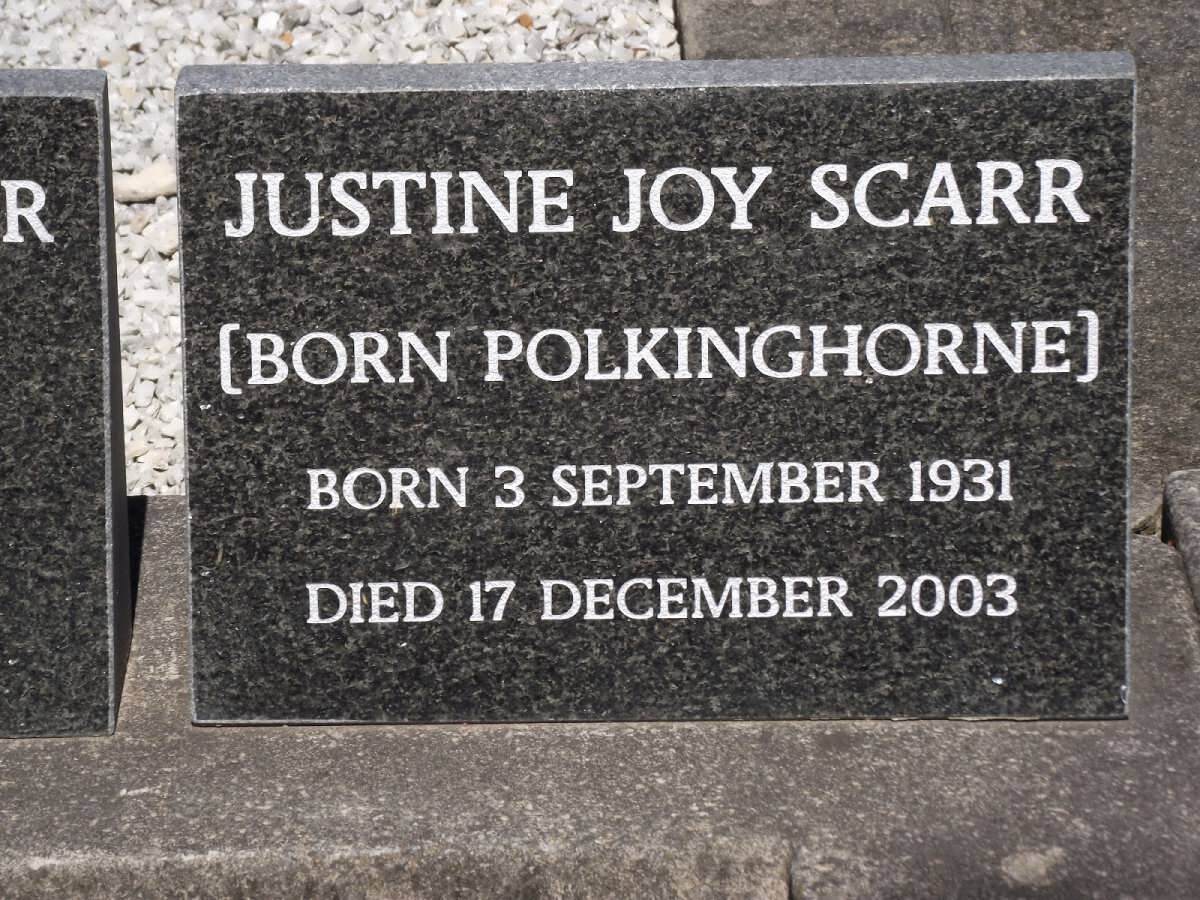 R
JUSTINE JOY SCARR
[BORN POLKINGHORNE]
BORN 3 SEPTEMBER 1931
DIED 17 DECEMBER 2003